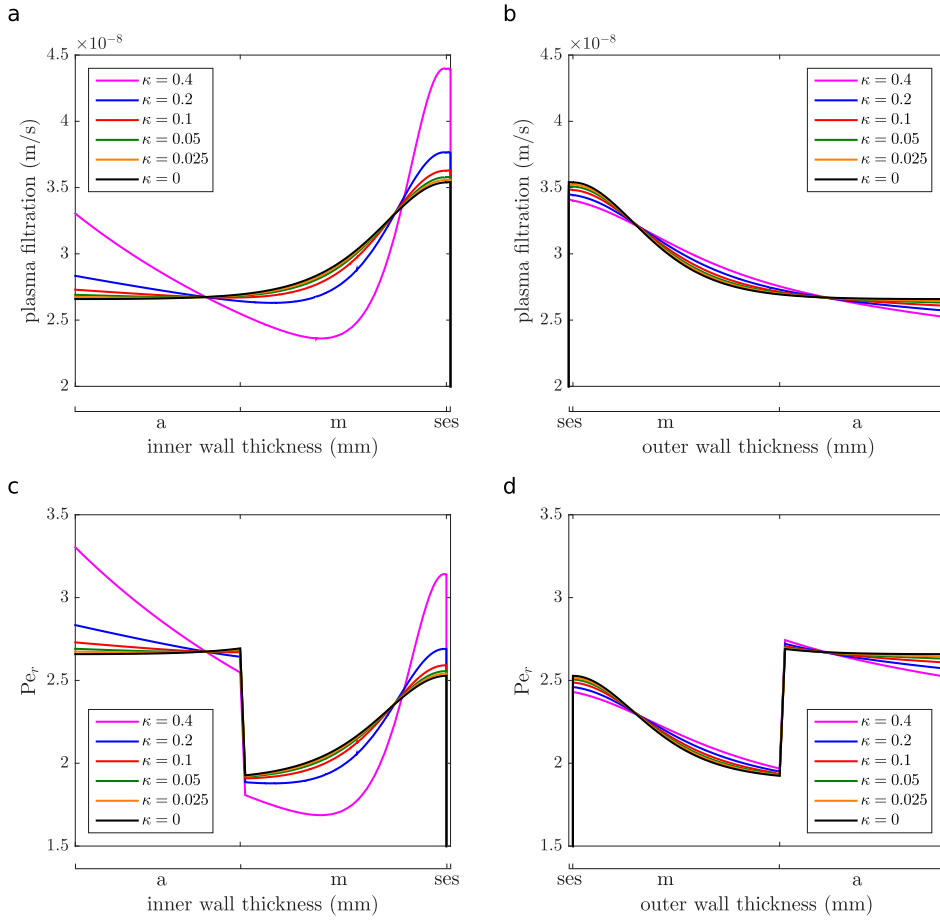 a
×10⁻⁸
4.5
4
3.5
3
2.5
2
plasma filtration (m/s)
κ = 0.4
κ = 0.2
κ = 0.1
κ = 0.05
κ = 0.025
κ = 0
a m ses
inner wall thickness (mm)
b
×10⁻⁸
4.5
4
3.5
3
2.5
2
plasma filtration (m/s)
κ = 0.4
κ = 0.2
κ = 0.1
κ = 0.05
κ = 0.025
κ = 0
ses m a
outer wall thickness (mm)
c
3.5
3
2.5
2
1.5
Peᵣ
κ = 0.4
κ = 0.2
κ = 0.1
κ = 0.05
κ = 0.025
κ = 0
a m ses
inner wall thickness (mm)
d
3.5
3
2.5
2
1.5
Peᵣ
κ = 0.4
κ = 0.2
κ = 0.1
κ = 0.05
κ = 0.025
κ = 0
ses m a
outer wall thickness (mm)